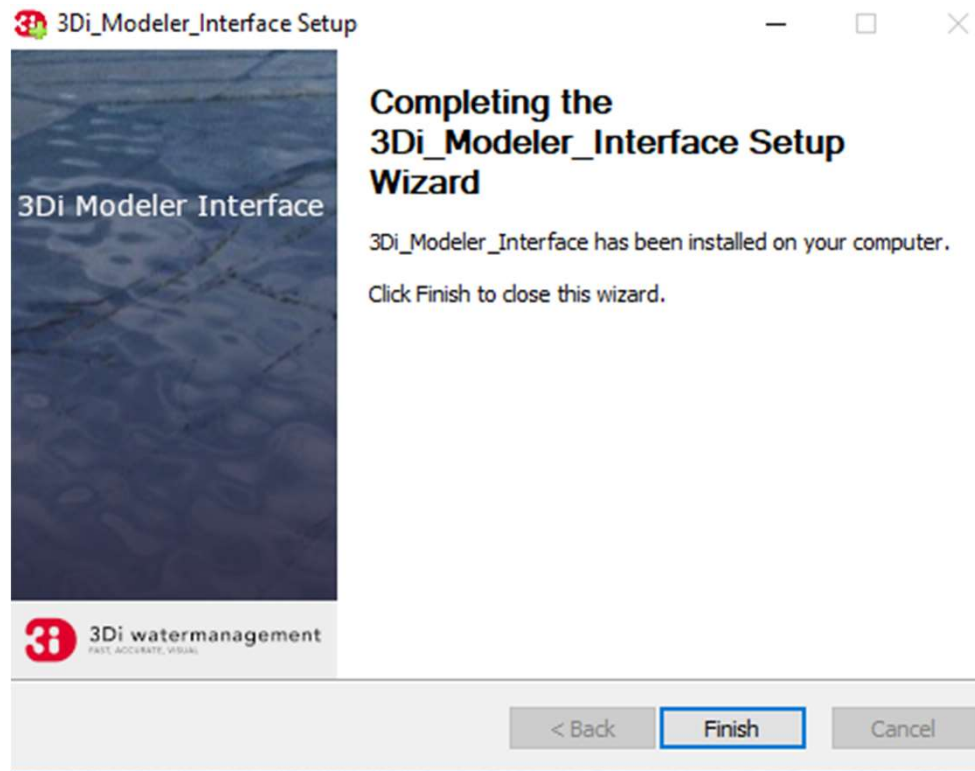 3Di_Modeler_Interface Setup
Completing the
3Di_Modeler_Interface Setup
Wizard
3Di Modeler Interface
3Di_Modeler_Interface has been installed on your computer.
Click Finish to close this wizard.
3Di watermanagement
FAST, ACCURATE, VISUAL
< Back
Finish
Cancel